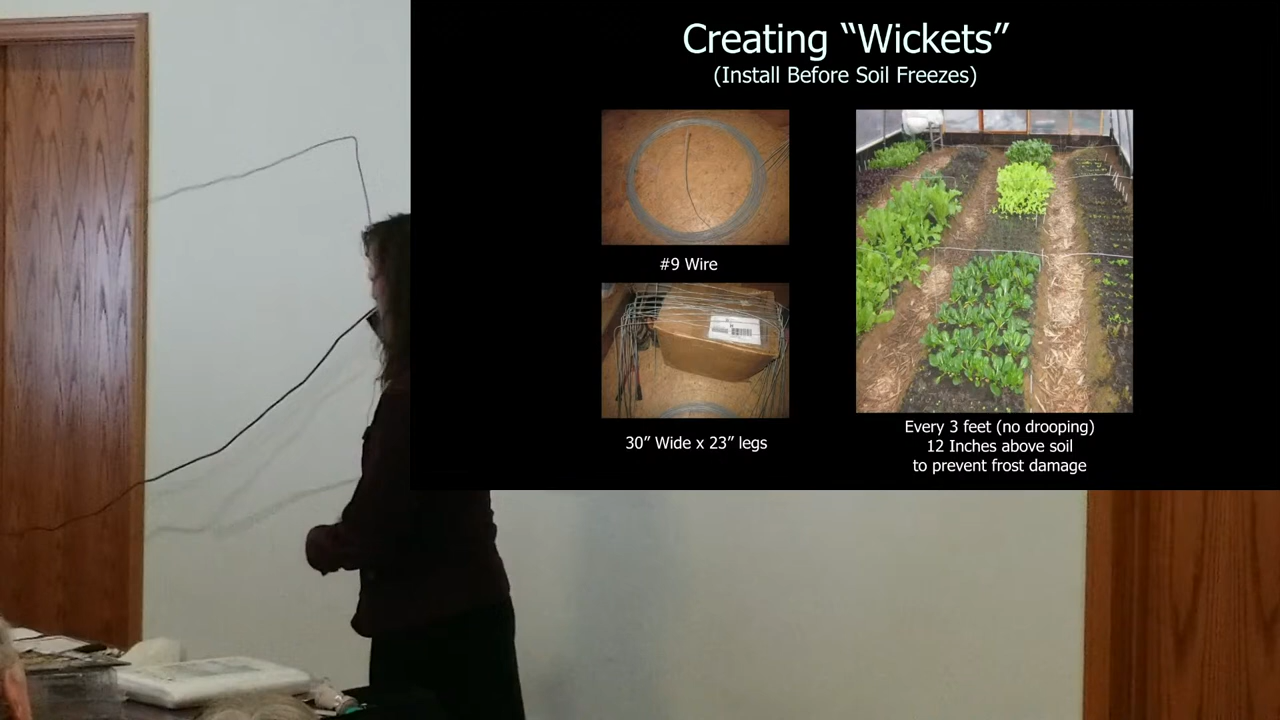 Creating “Wickets”
(Install Before Soil Freezes)
#9 Wire
30” Wide x 23” legs
Every 3 feet (no drooping)
12 Inches above soil
to prevent frost damage